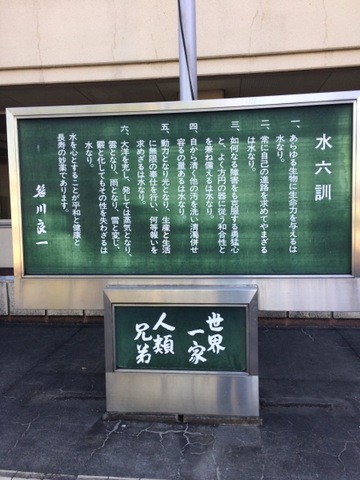 水六訓
一、あらゆる生物に生命力を与えるは
水なり。
二、常に自己の進路を求めてやまざる
は水なり。
三、如何なる障害をも克服する勇猛心
と、よく方円の器に従う和合性と
を兼ね備えるは水なり。
四、自から清く他の汚を洗い清濁併せ
容るの量あるは水なり。
五、動力となり光となり、生産と生活
に無限の奉仕を行い、何等報いを
求めざるは水なり。
六、大洋を充し、発しては蒸気となり、
雲となり、雨となり、雪と変じ、
霰と化してもその性を失わざるは
水なり。
水を心とすることが平和と健康と
長寿の妙薬であります。
笹川良一
世界
一家
人類
兄弟